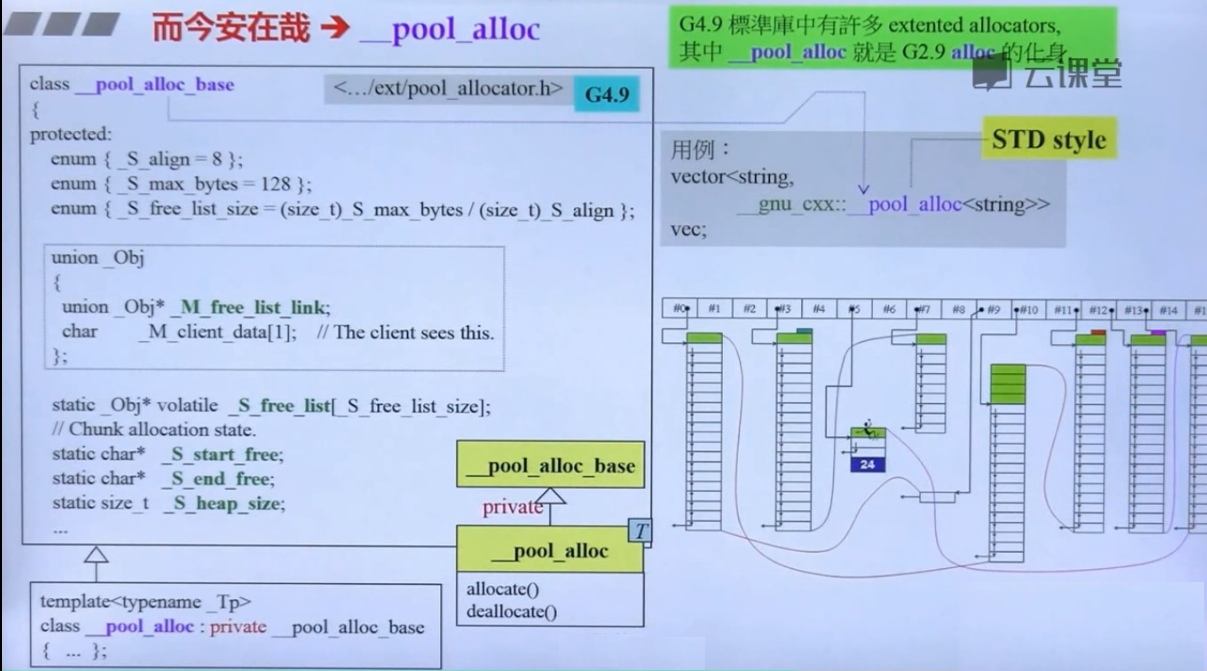 而今安在哉 → __pool_alloc
G4.9 標準庫中有許多 extented allocators,
其中 __pool_alloc 就是 G2.9 alloc 的化身
云课堂
class __pool_alloc_base
<.../ext/pool_allocator.h>
G4.9
{
protected:
enum { _S_align = 8 };
enum { _S_max_bytes = 128 };
enum { _S_free_list_size = (size_t)_S_max_bytes / (size_t)_S_align };
union _Obj
{
union _Obj* _M_free_list_link;
char _M_client_data[1]; // The client sees this.
};
static _Obj* volatile _S_free_list[_S_free_list_size];
// Chunk allocation state.
static char* _S_start_free;
static char* _S_end_free;
static size_t _S_heap_size;
...
template<typename _Tp>
class __pool_alloc : private __pool_alloc_base
{ ... };
__pool_alloc_base
private
T
__pool_alloc
allocate()
deallocate()
STD style
用例：
vector<string,
__gnu_cxx::__pool_alloc<string>>
vec;
#0 #1 #2 #3 #4 #5 #6 #7 #8 #9 #10 #11 #12 #13 #14
24